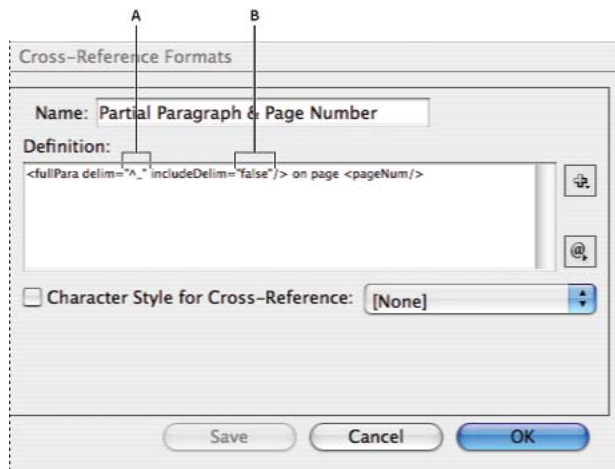 A B
Cross-Reference Formats
Name: Partial Paragraph & Page Number
Definition:
<fullPara delim="^_" includeDelim="false"/> on page <pageNum/>
@
Character Style for Cross-Reference: [None]
Save Cancel OK